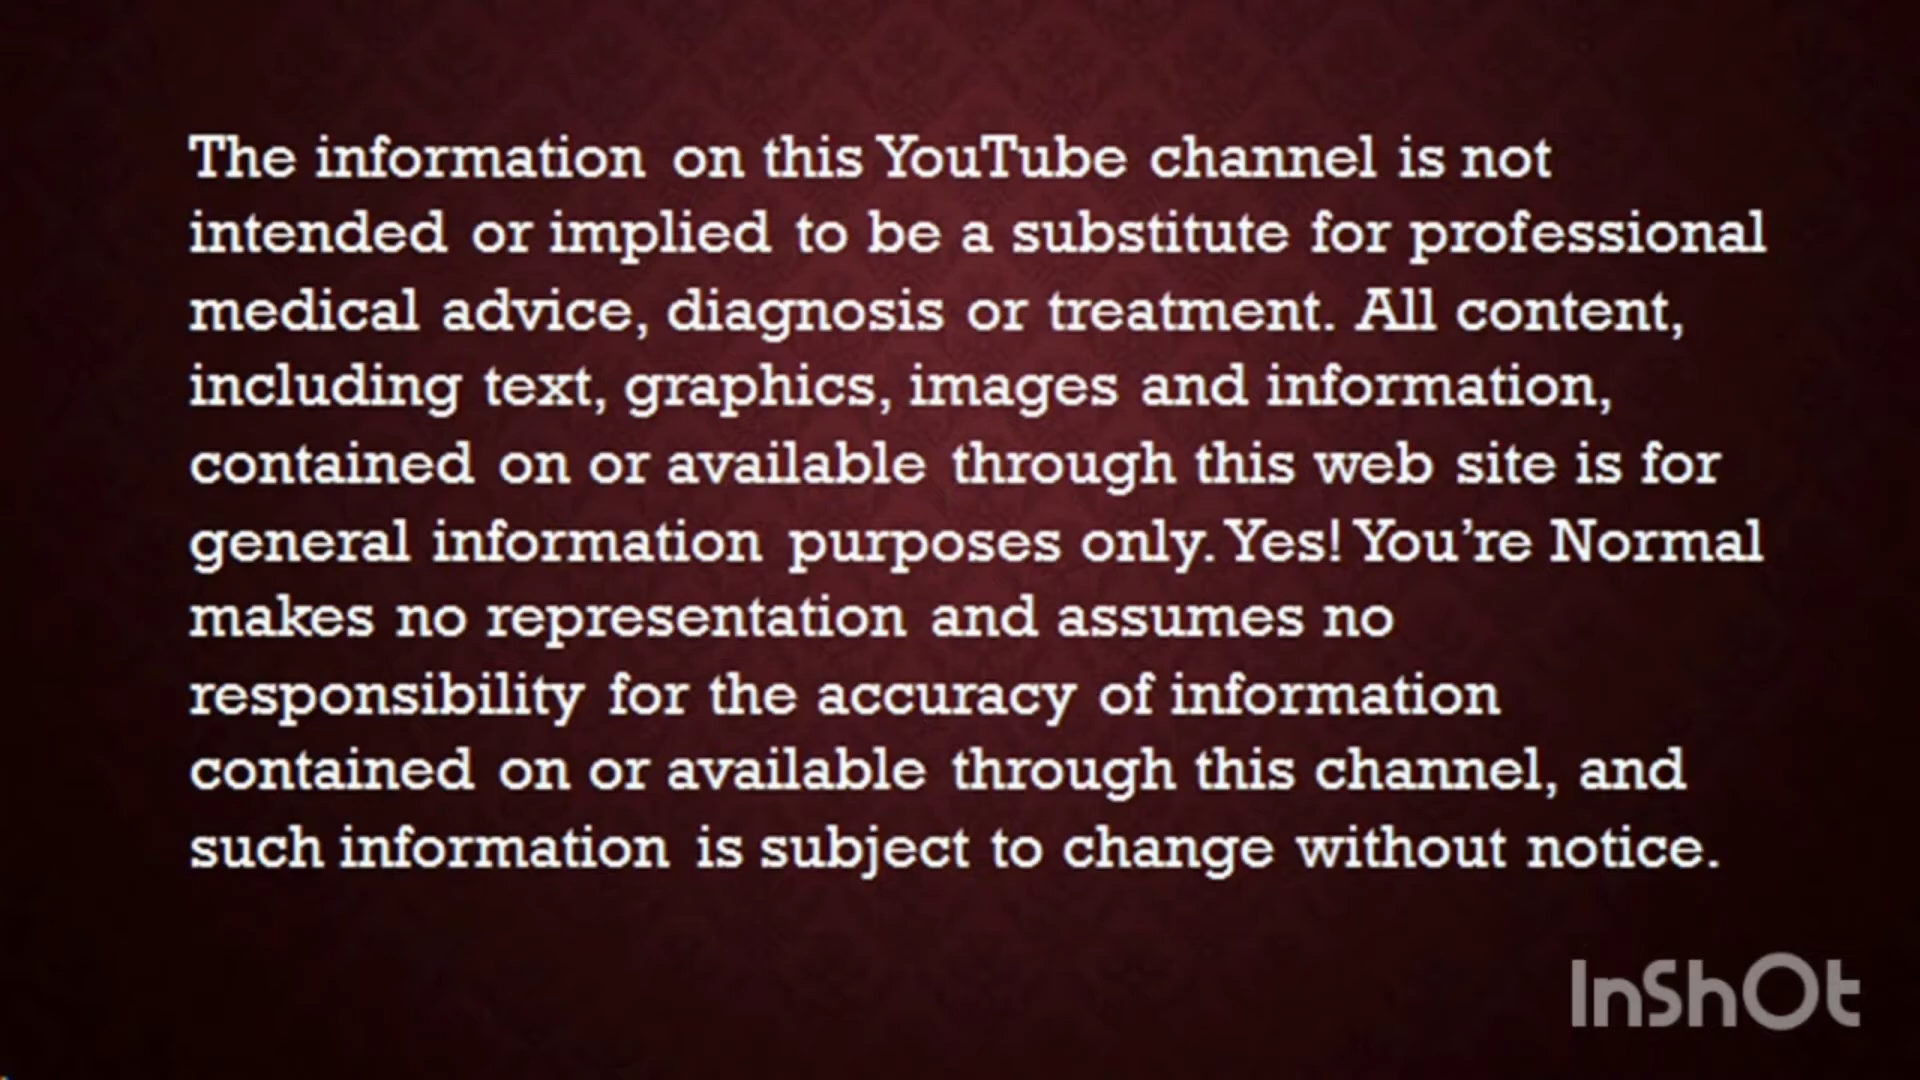 The information on this YouTube channel is not
intended or implied to be a substitute for professional
medical advice, diagnosis or treatment. All content,
including text, graphics, images and information,
contained on or available through this web site is for
general information purposes only. Yes! You’re Normal
makes no representation and assumes no
responsibility for the accuracy of information
contained on or available through this channel, and
such information is subject to change without notice.
InShOt